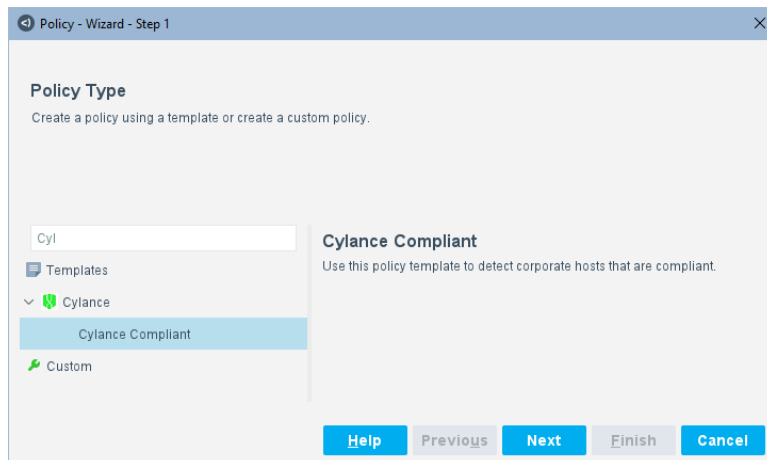 Policy - Wizard - Step 1
Policy Type
Create a policy using a template or create a custom policy.
Cyl
Templates
Cylance
Cylance Compliant
Custom
Cylance Compliant
Use this policy template to detect corporate hosts that are compliant.
Help Previous Next Finish Cancel